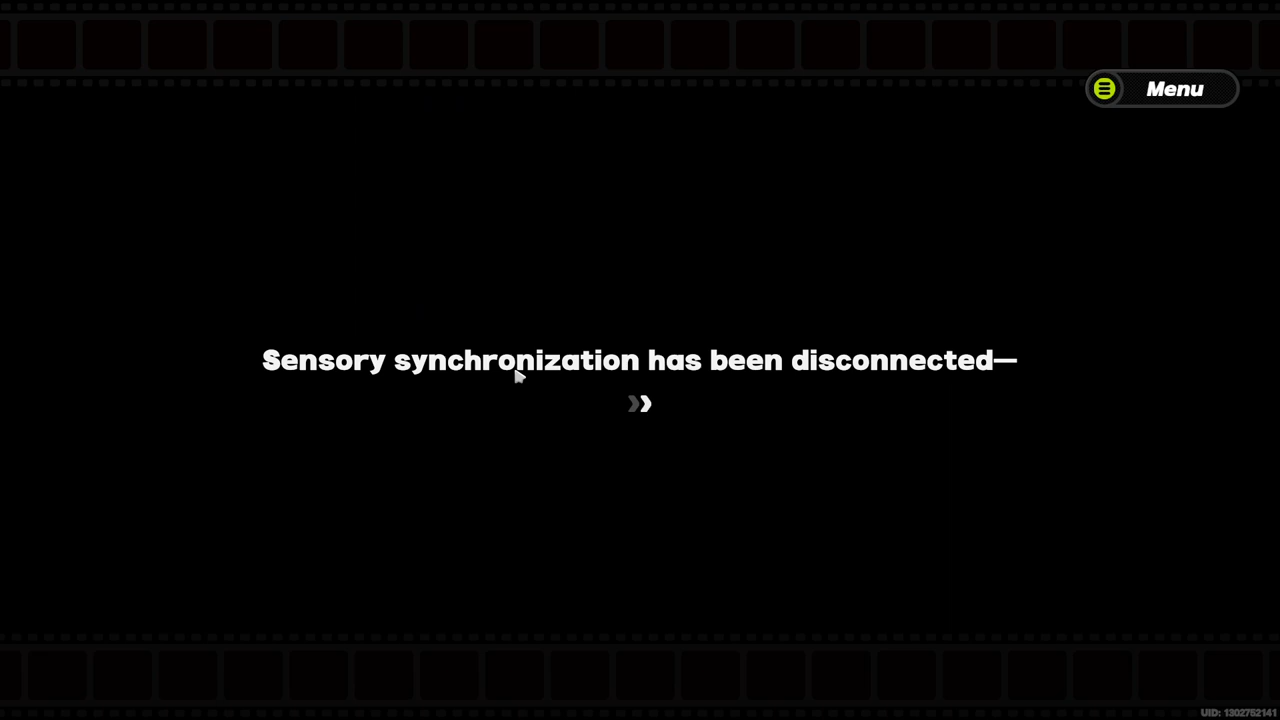 Menu
Sensory synchronization has been disconnected—
UID: 1302752141